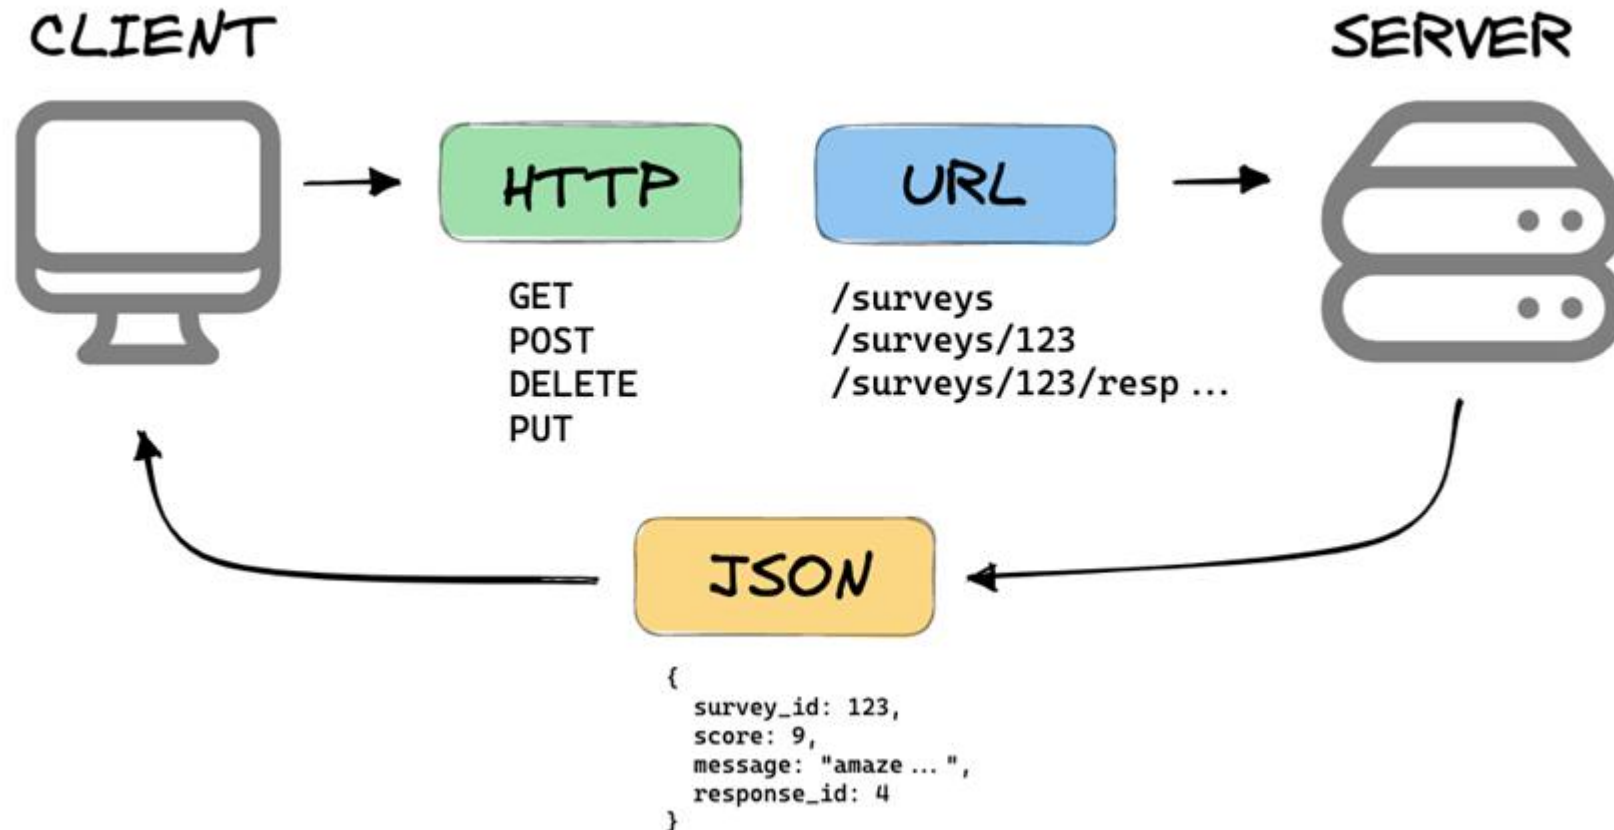 CLIENT
SERVER
HTTP
URL
GET
POST
DELETE
PUT
/surveys
/surveys/123
/surveys/123/resp ...
JSON
{
survey_id: 123,
score: 9,
message: "amaze ... ",
response_id: 4
}